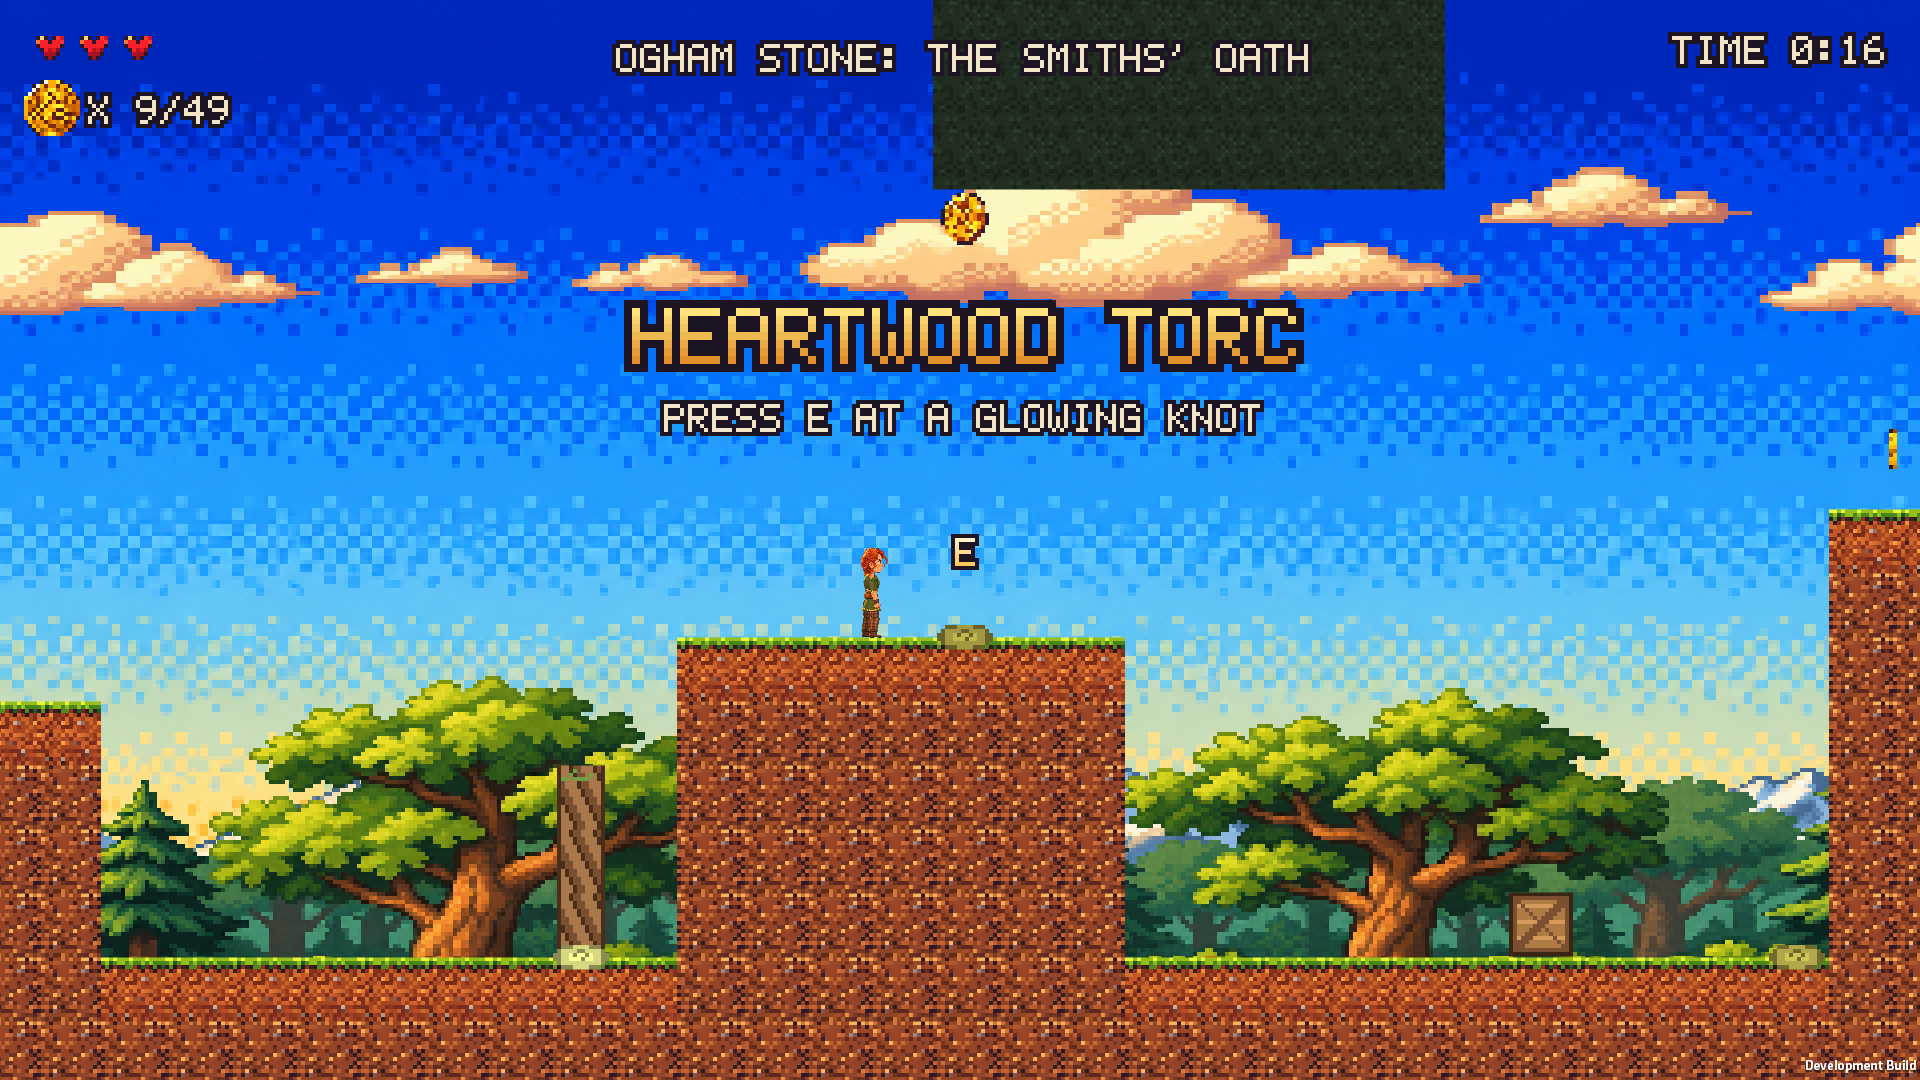 OGHAM STONE: THE SMITHS' OATH
TIME 0:16
X 9/49
HEARTWOOD TORC
PRESS E AT A GLOWING KNOT
E
Development Build